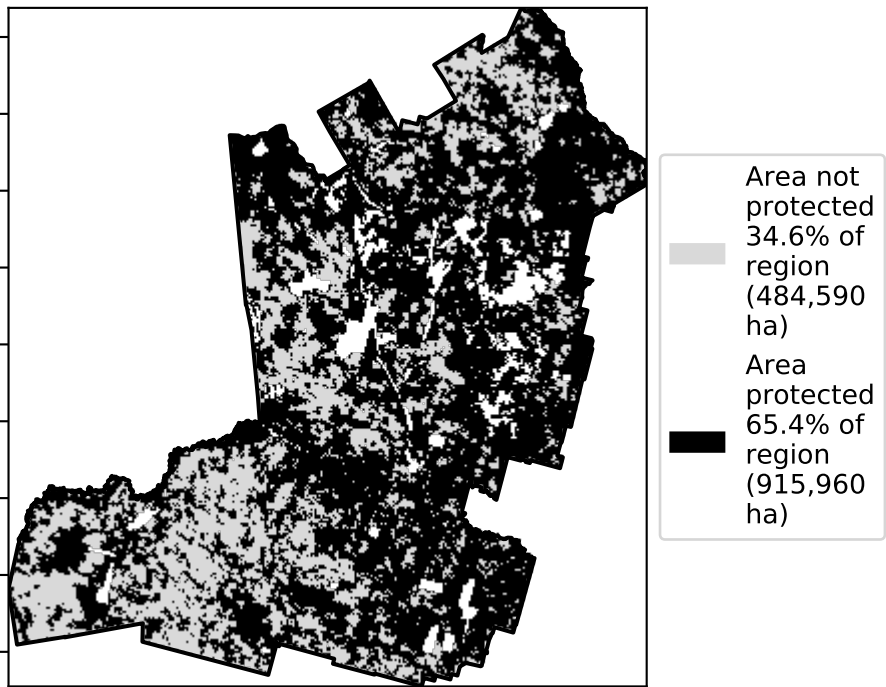 Area not
protected
34.6% of
region
(484,590
ha)
Area
protected
65.4% of
region
(915,960
ha)